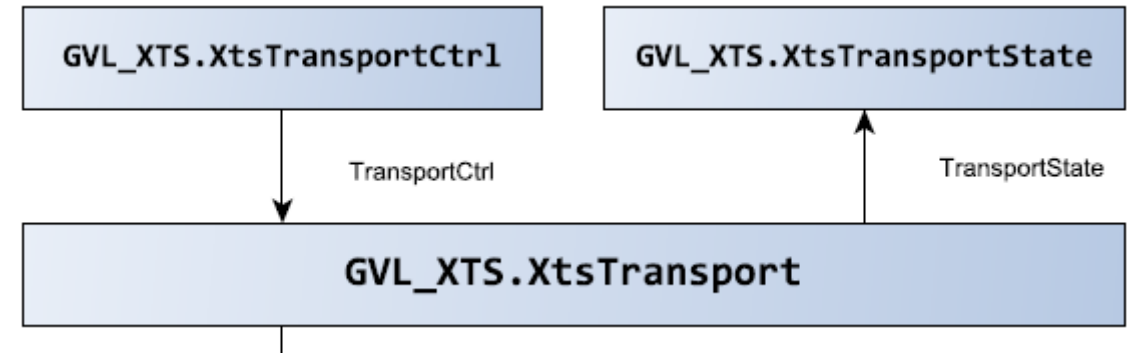 GVL_XTS.XtsTransportCtrl
GVL_XTS.XtsTransportState
TransportCtrl
TransportState
GVL_XTS.XtsTransport